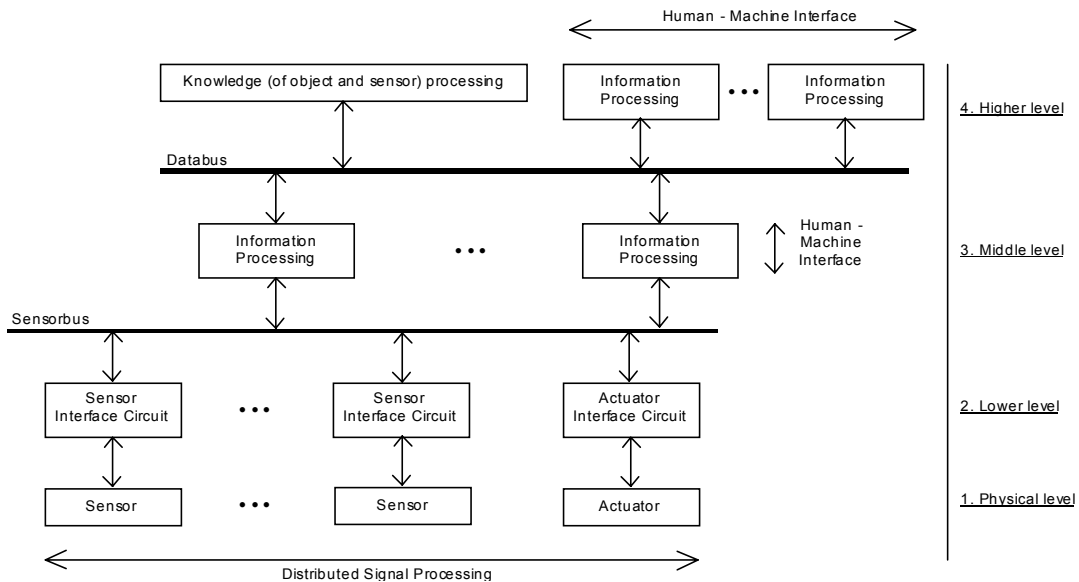 Human - Machine Interface
Knowledge (of object and sensor) processing
Information
Processing
Information
Processing
4. Higher level
Databus
Information
Processing
Information
Processing
Human -
Machine
Interface
3. Middle level
Sensorbus
Sensor
Interface Circuit
Sensor
Interface Circuit
Actuator
Interface Circuit
2. Lower level
Sensor
Sensor
Actuator
1. Physical level
Distributed Signal Processing